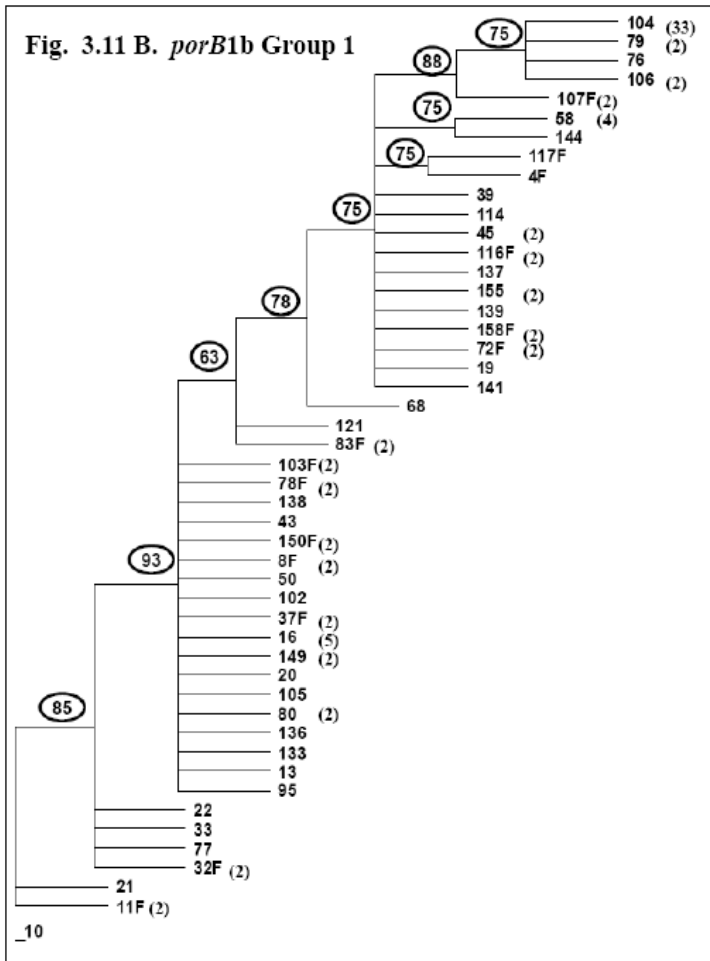 104 (33)
Fig. 3.11 B. porB1b Group 1
75
79 (2)
88
76
106 (2)
107F (2)
75
58 (4)
144
75
117F
4F
39
75
114
45 (2)
116F (2)
137
155 (2)
78
139
158F (2)
63
72F (2)
19
141
68
121
83F (2)
103F (2)
78F (2)
138
43
150F (2)
93
8F (2)
50
102
37F (2)
16 (5)
149 (2)
20
105
85
80 (2)
136
133
13
95
22
33
77
32F (2)
21
11F (2)
_10